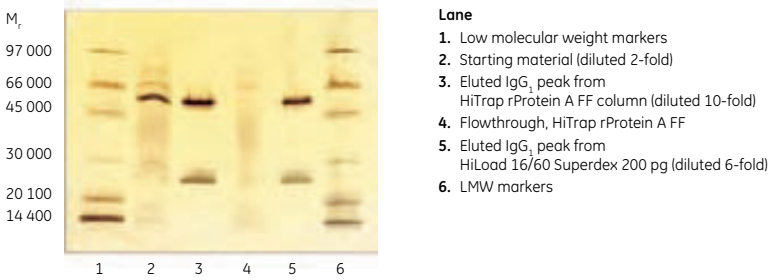 Mr
97 000
66 000
45 000
30 000
20 100
14 400
1 2 3 4 5 6
Lane
1. Low molecular weight markers
2. Starting material (diluted 2-fold)
3. Eluted IgG1 peak from
HiTrap rProtein A FF column (diluted 10-fold)
4. Flowthrough, HiTrap rProtein A FF
5. Eluted IgG1 peak from
HiLoad 16/60 Superdex 200 pg (diluted 6-fold)
6. LMW markers